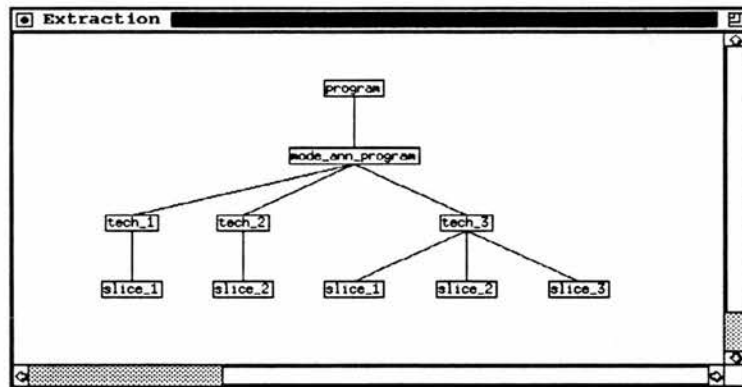 Extraction
program
mode_ann_program
tech_1 tech_2 tech_3
slice_1 slice_2 slice_1 slice_2 slice_3